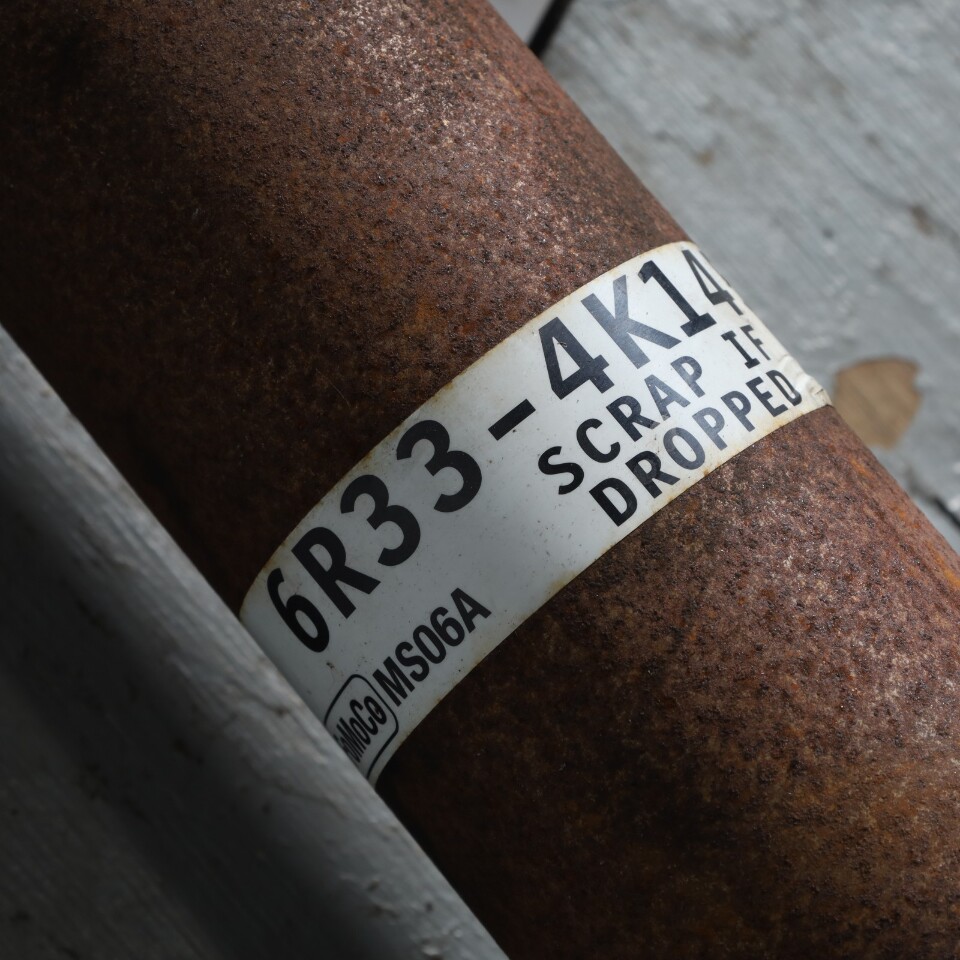 6R33-4K14
SCRAP IF
DROPPED
MS06A